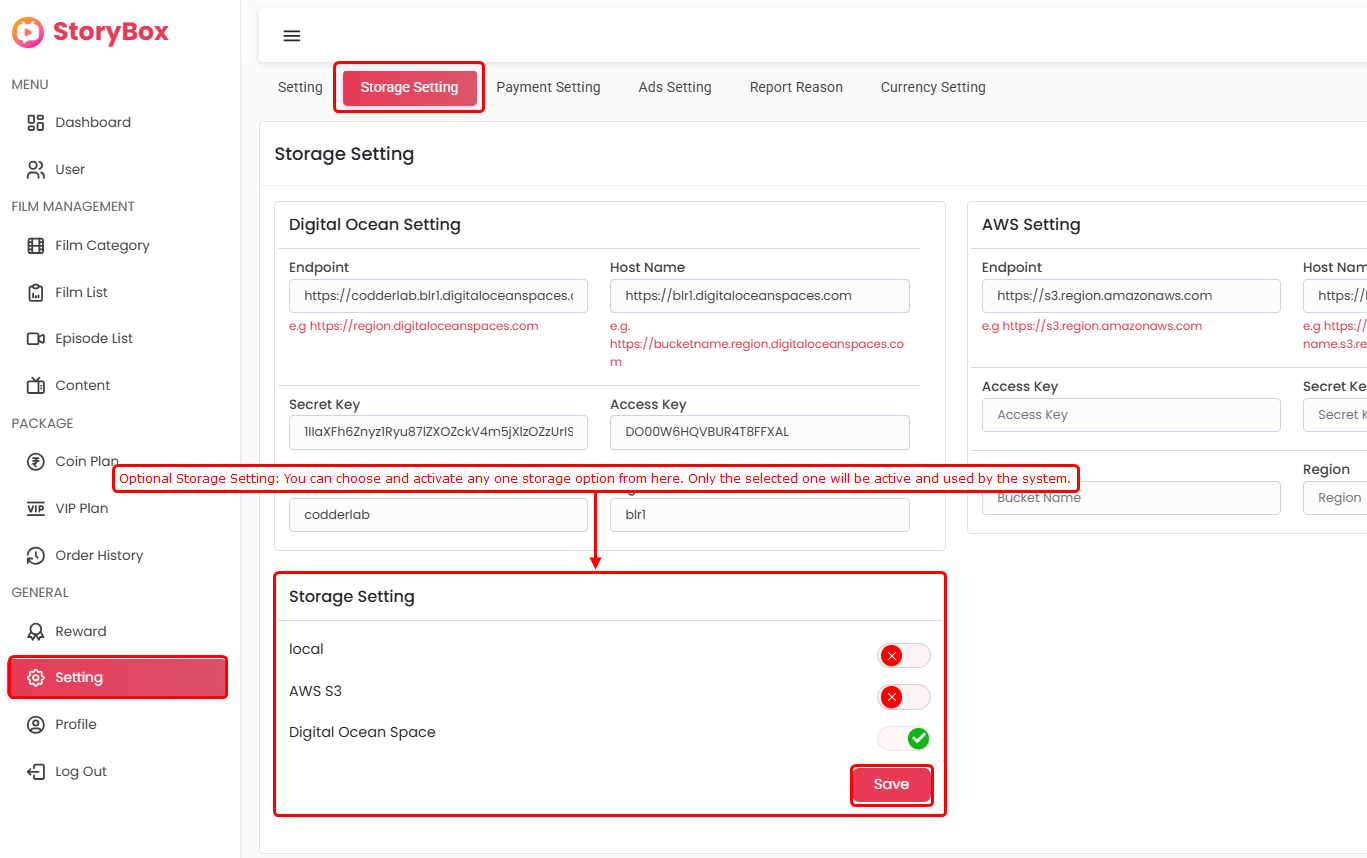 StoryBox
MENU
Dashboard
User
FILM MANAGEMENT
Film Category
Film List
Episode List
Content
PACKAGE
Coin Plan
VIP Plan
Order History
GENERAL
Reward
Setting
Profile
Log Out
Setting
Storage Setting
Payment Setting
Ads Setting
Report Reason
Currency Setting
Storage Setting
Digital Ocean Setting
Endpoint
Host Name
https://codderlab.blr1.digitaloceanspaces.
https://blr1.digitaloceanspaces.com
e.g https://region.digitaloceanspaces.com
e.g.
https://bucketname.region.digitaloceanspaces.co
m
Secret Key
Access Key
DO00W6HQVBUR4T8FFXAL
Optional Storage Setting: You can choose and activate any one storage option from here. Only the selected one will be active and used by the system.
codderlab
blr1
AWS Setting
Endpoint
Host Nam
https://s3.region.amazonaws.com
https://
e.g https://s3.region.amazonaws.com
e.g https:/
name.s3.re
Access Key
Secret Ke
Access Key
Secret K
Region
Bucket Name
Region
Storage Setting
local
AWS S3
Digital Ocean Space
Save